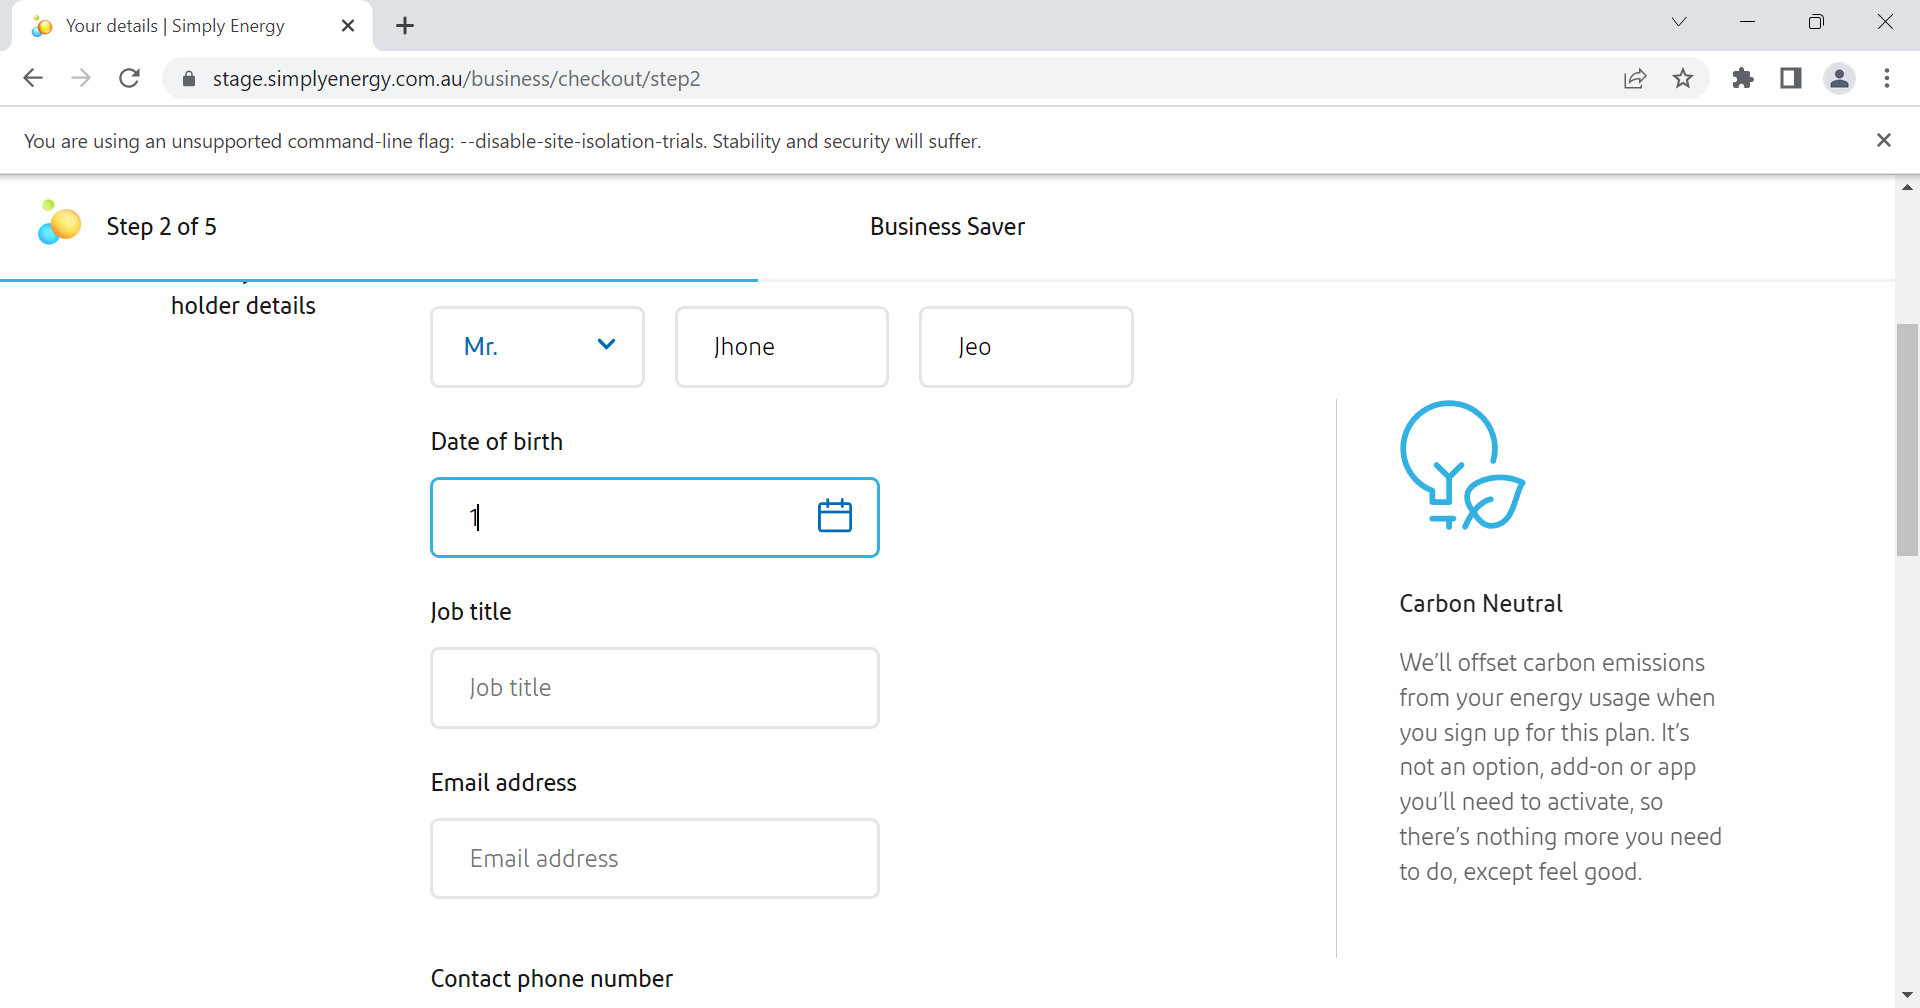 Your details | Simply Energy
stage.simplyenergy.com.au/business/checkout/step2
You are using an unsupported command-line flag: --disable-site-isolation-trials. Stability and security will suffer.
Step 2 of 5
Business Saver
holder details
Mr.
Jhone
Jeo
Date of birth
1
Job title
Job title
Email address
Email address
Contact phone number
Carbon Neutral
We’ll offset carbon emissions
from your energy usage when
you sign up for this plan. It’s
not an option, add-on or app
you’ll need to activate, so
there’s nothing more you need
to do, except feel good.